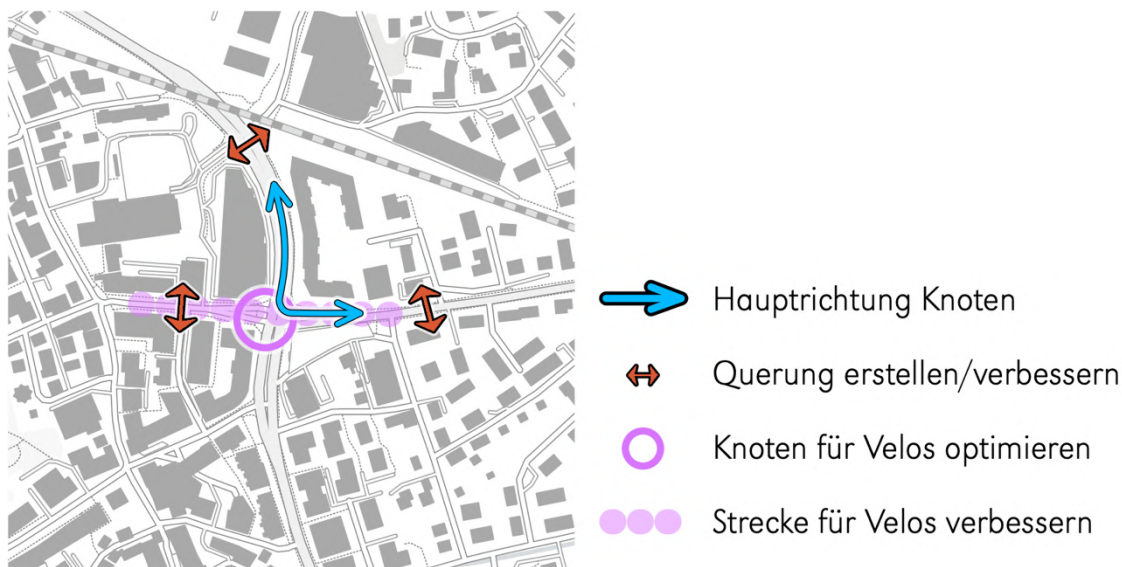 Hauptrichtung Knoten
Querung erstellen/verbessern
Knoten für Velos optimieren
Strecke für Velos verbessern